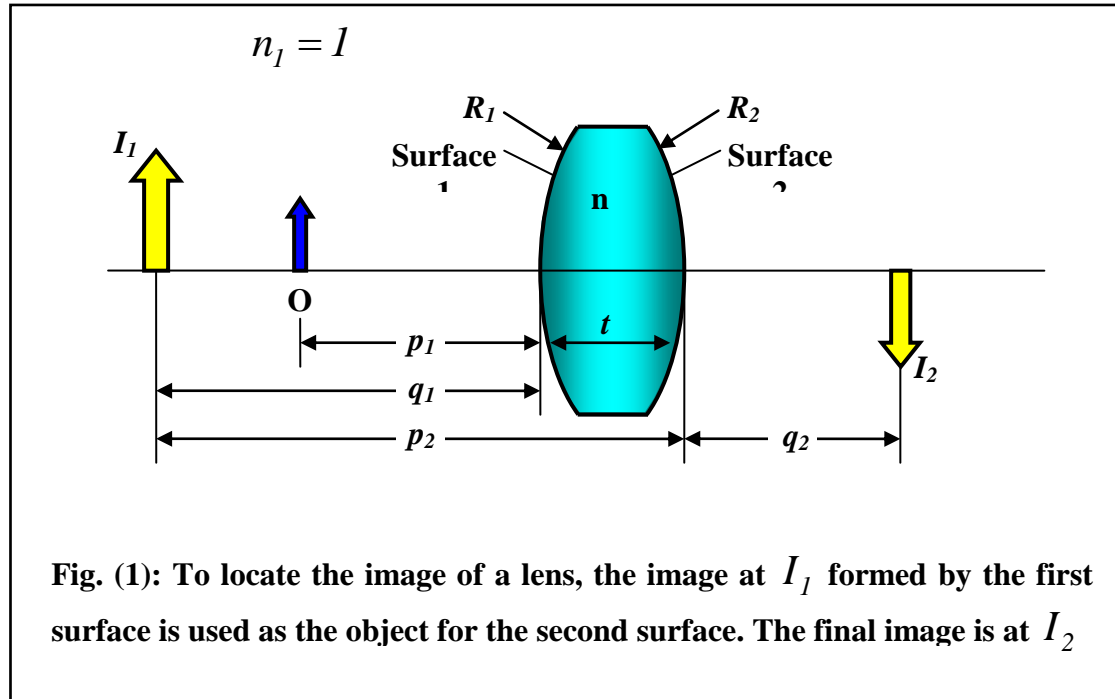 n₁ = 1
R₁ R₂
I₁ Surface Surface
1 2
n
O t
p₁
I₂
q₁
p₂ q₂
Fig. (1): To locate the image of a lens, the image at I₁ formed by the first
surface is used as the object for the second surface. The final image is at I₂